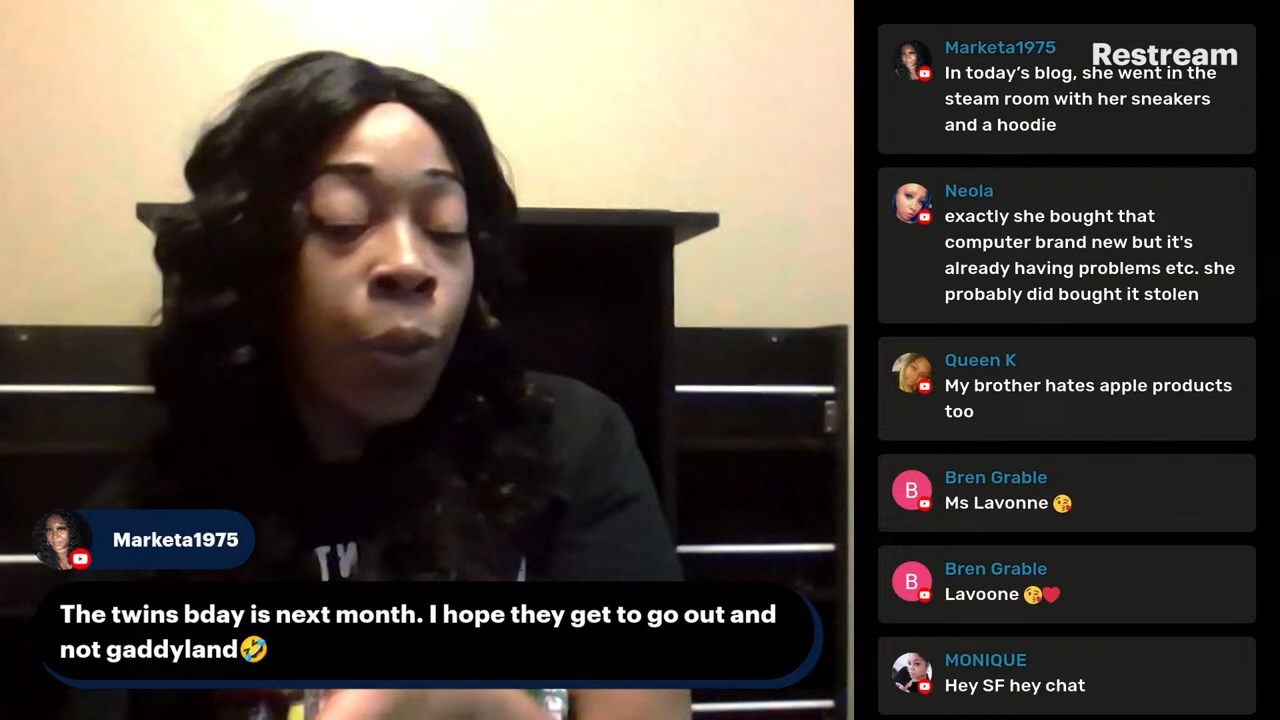 Restream
Marketa1975
In today's blog, she went in the
steam room with her sneakers
and a hoodie
Neola
exactly she bought that
computer brand new but it's
already having problems etc. she
probably did bought it stolen
Queen K
My brother hates apple products
too
B
Bren Grable
Ms Lavonne 😘
B
Bren Grable
Lavoone 😘❤️
MONIQUE
Hey SF hey chat
Marketa1975
The twins bday is next month. I hope they get to go out and
not gaddyland🤣